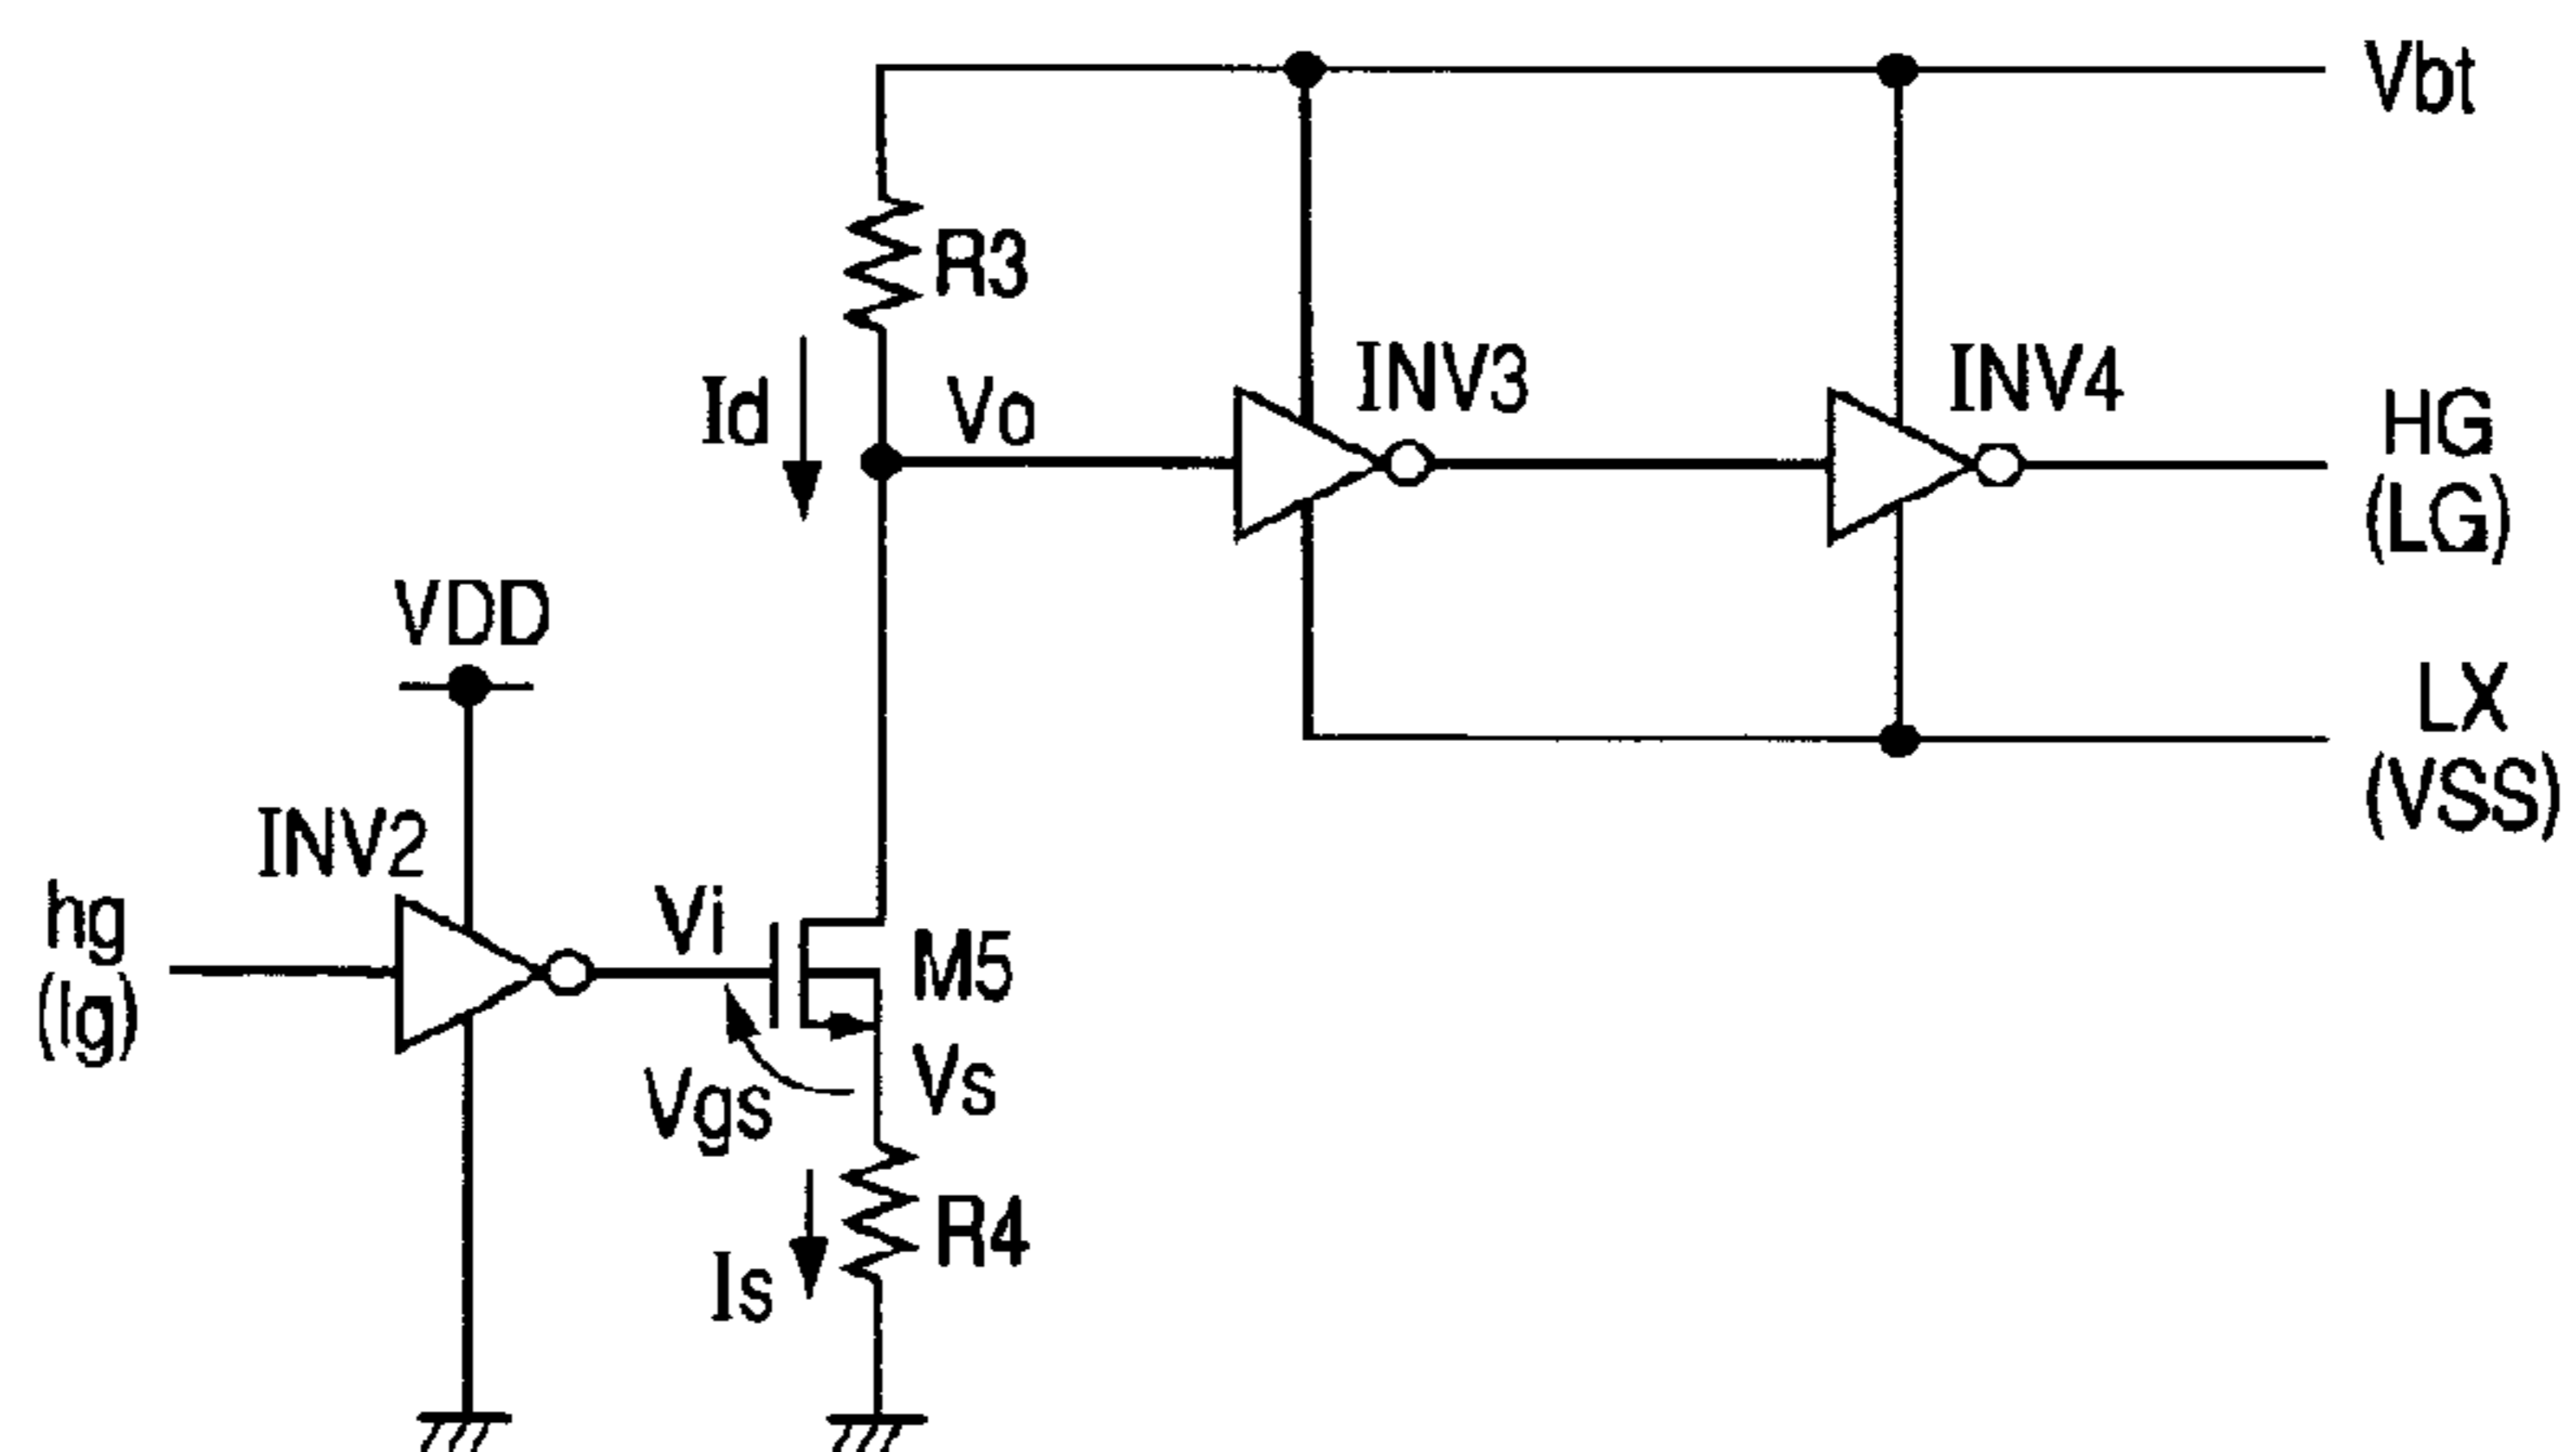 Vbt
R3
INV3
INV4
Id
Vo
HG
(LG)
VDD
LX
(VSS)
INV2
hg
(lg)
Vi
M5
Vgs
Vs
R4
Is